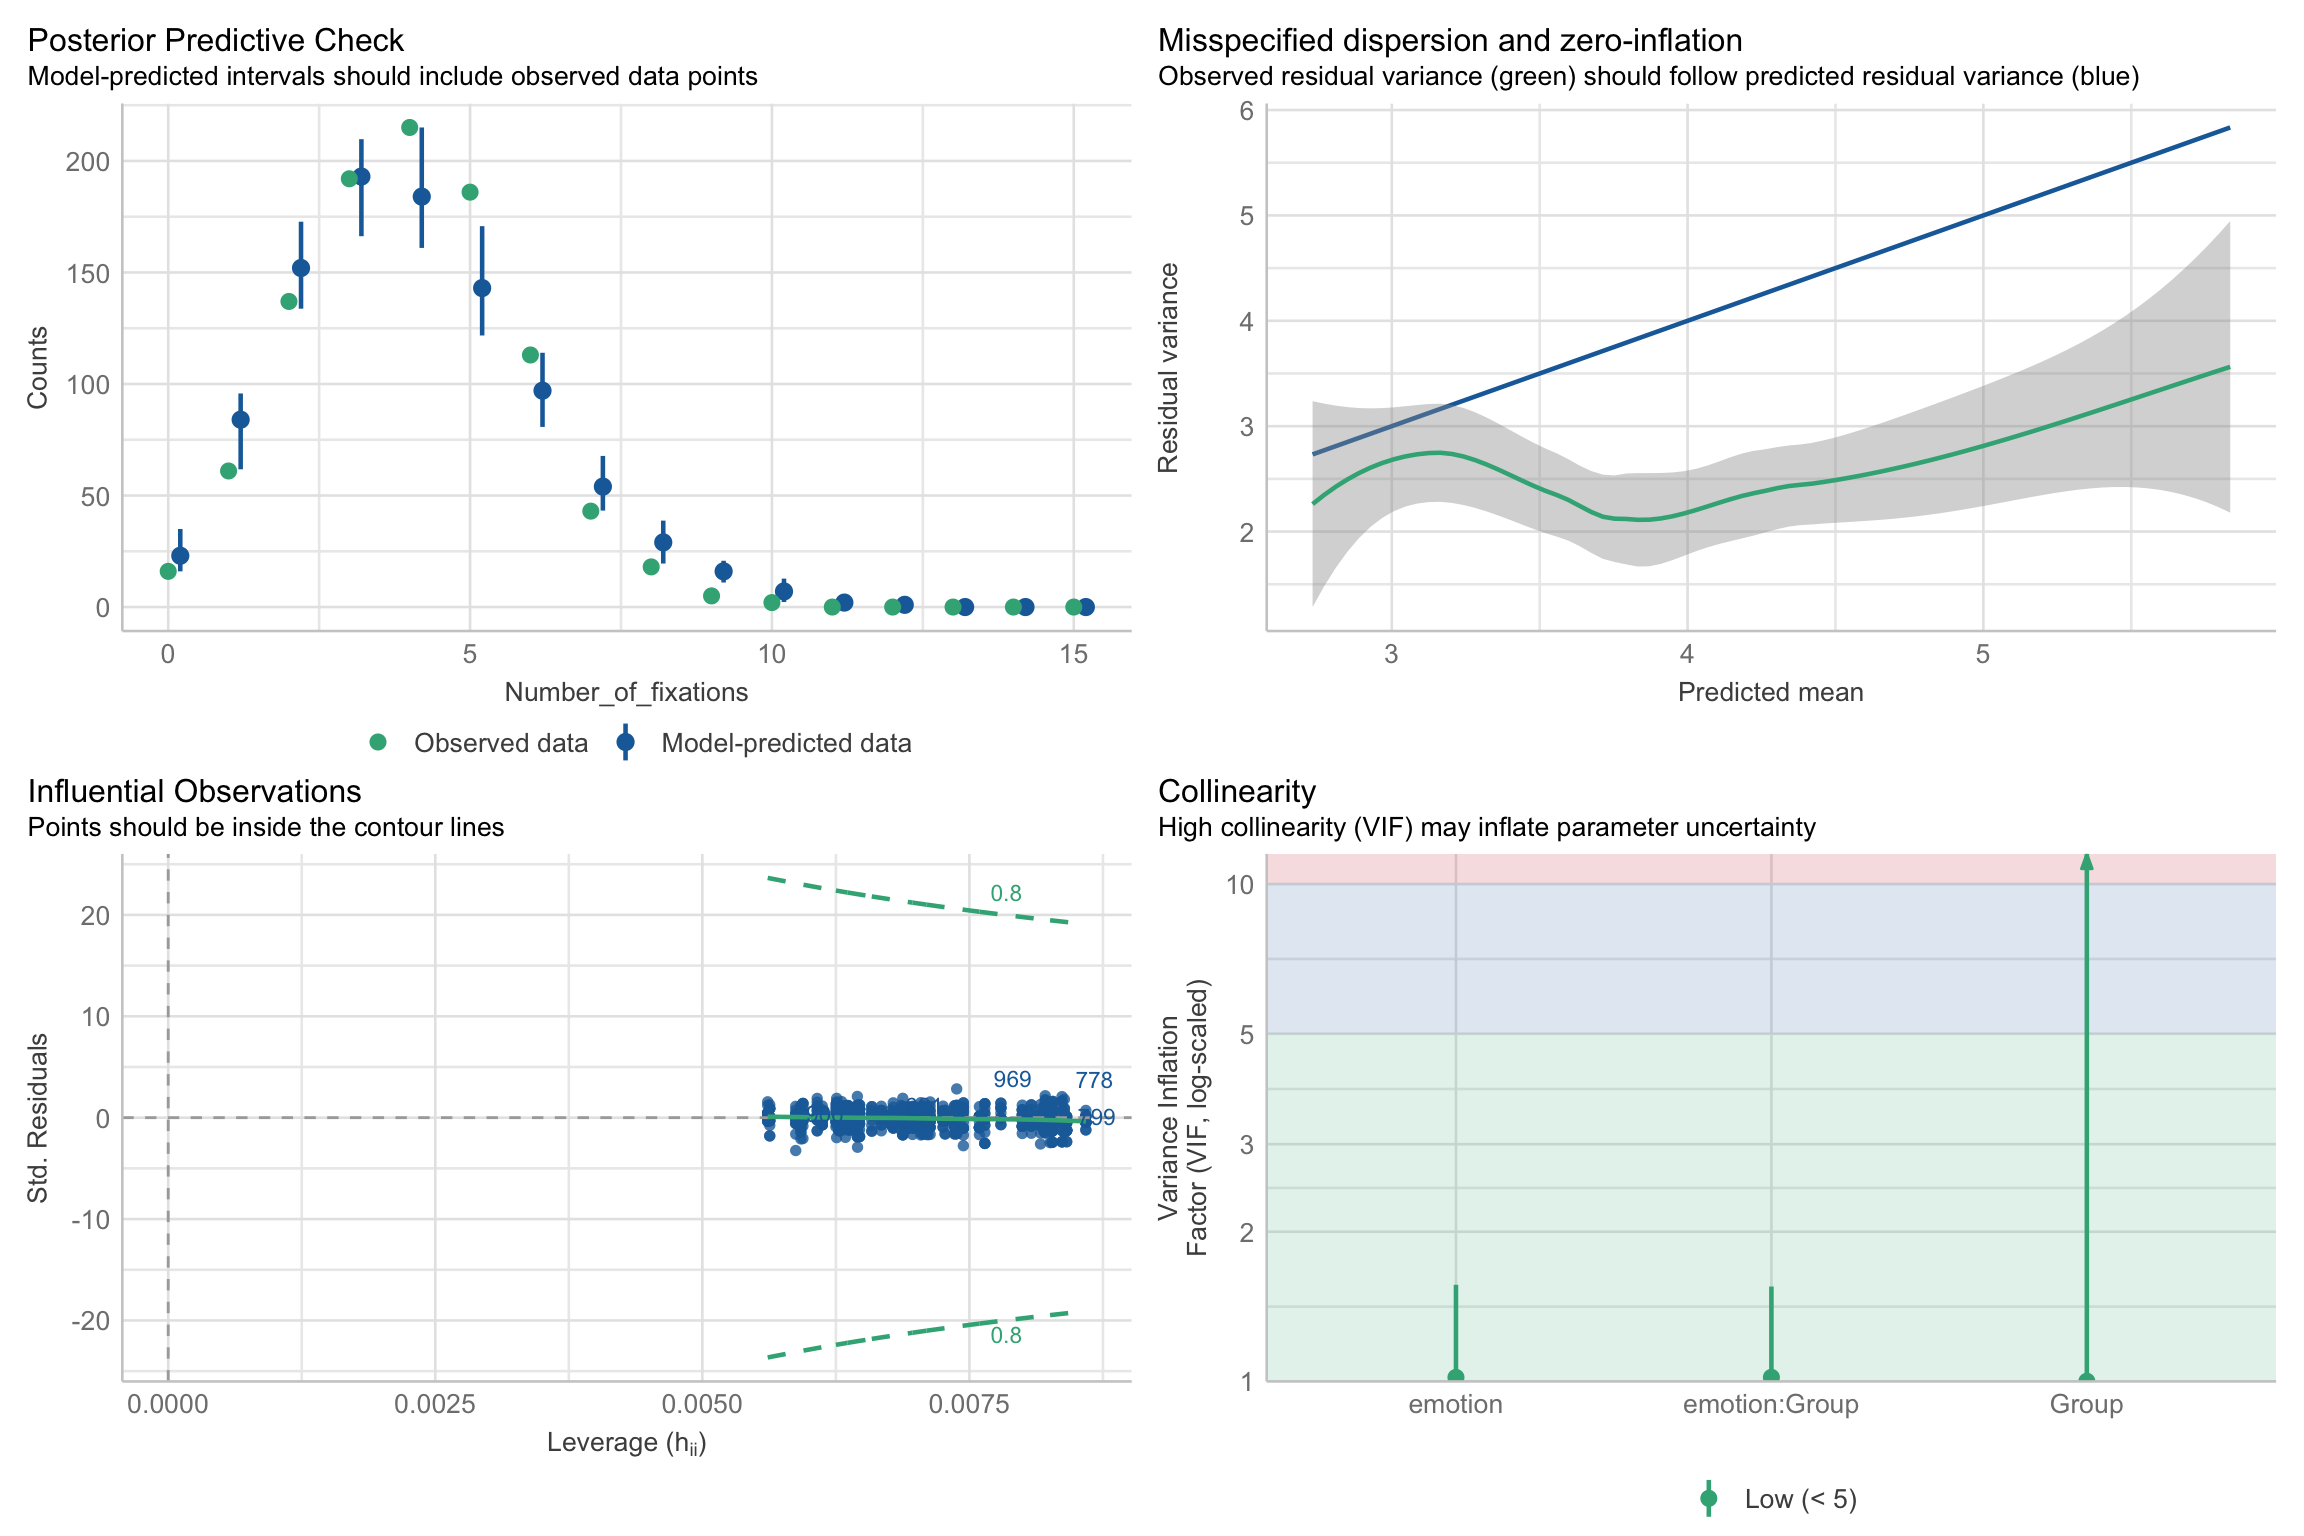 Posterior Predictive Check
Model-predicted intervals should include observed data points
200
150
100
50
0
Counts
0 5 10 15
Number_of_fixations
Observed data Model-predicted data
Misspecified dispersion and zero-inflation
Observed residual variance (green) should follow predicted residual variance (blue)
6
5
4
3
2
Residual variance
3 4 5
Predicted mean
Influential Observations
Points should be inside the contour lines
20
10
0
-10
-20
Std. Residuals
0.8
969 778
799
0.8
0.0000 0.0025 0.0050 0.0075
Leverage (hii)
Collinearity
High collinearity (VIF) may inflate parameter uncertainty
10
5
3
2
1
Variance Inflation
Factor (VIF, log-scaled)
emotion emotion:Group Group
Low (< 5)